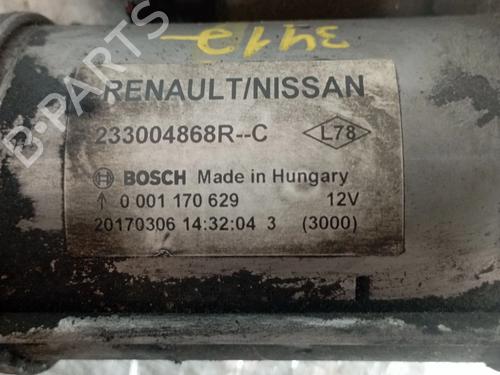 3419
B-PARTS
RENAULT/NISSAN
233004868R--C
L78
BOSCH Made in Hungary
↑ 0 001 170 629 12V
20170306 14:32:04 3 (3000)